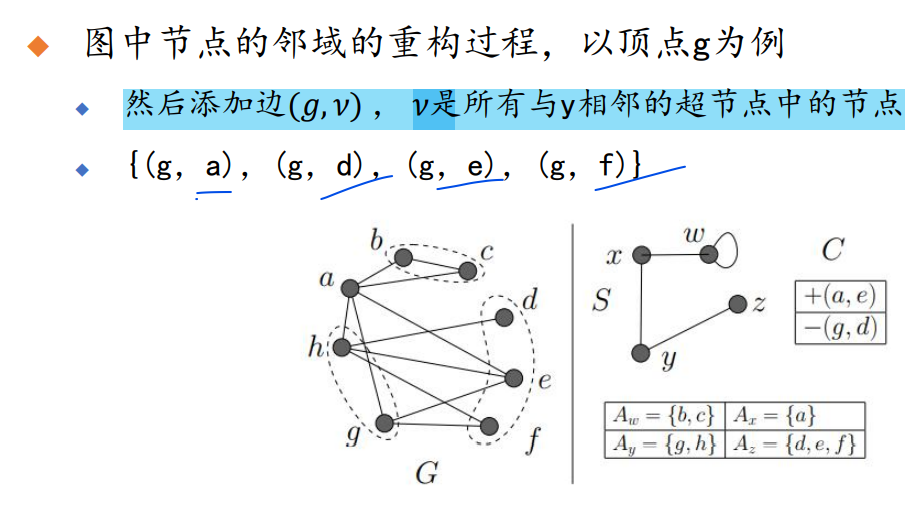 图中节点的邻域的重构过程，以顶点g为例
然后添加边(g,v)， v是所有与y相邻的超节点中的节点
{(g, a), (g, d), (g, e), (g, f)}
b
c
a
d
h
e
g
f
G
x
w
S
z
y
C
+(a, e)
−(g, d)
A_w = {b, c} A_x = {a}
A_y = {g, h} A_z = {d, e, f}